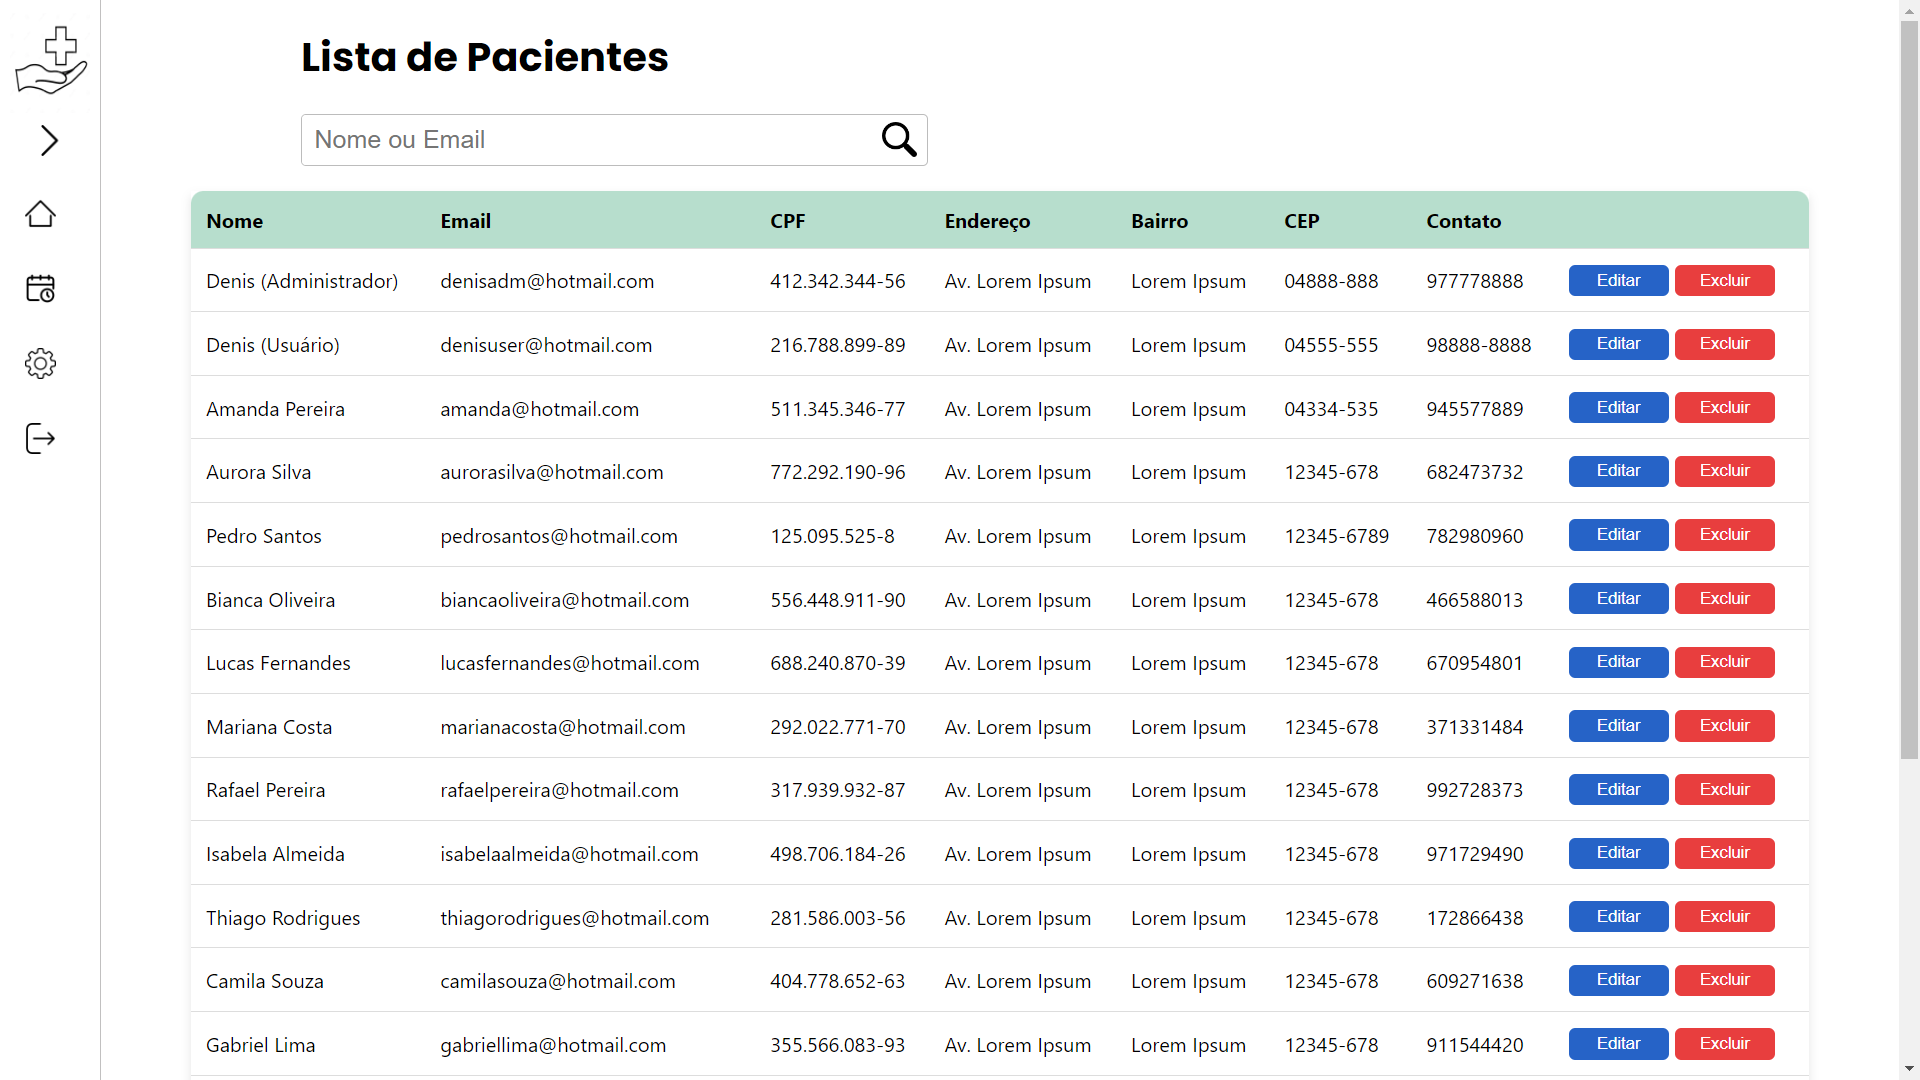 Lista de Pacientes
Nome ou Email
Nome Email CPF Endereço Bairro CEP Contato
Denis (Administrador) denisadm@hotmail.com 412.342.344-56 Av. Lorem Ipsum Lorem Ipsum 04888-888 977778888 Editar Excluir
Denis (Usuário) denisuser@hotmail.com 216.788.899-89 Av. Lorem Ipsum Lorem Ipsum 04555-555 98888-8888 Editar Excluir
Amanda Pereira amanda@hotmail.com 511.345.346-77 Av. Lorem Ipsum Lorem Ipsum 04334-535 945577889 Editar Excluir
Aurora Silva aurorasilva@hotmail.com 772.292.190-96 Av. Lorem Ipsum Lorem Ipsum 12345-678 682473732 Editar Excluir
Pedro Santos pedrosantos@hotmail.com 125.095.525-8 Av. Lorem Ipsum Lorem Ipsum 12345-6789 782980960 Editar Excluir
Bianca Oliveira biancaoliveira@hotmail.com 556.448.911-90 Av. Lorem Ipsum Lorem Ipsum 12345-678 466588013 Editar Excluir
Lucas Fernandes lucasfernandes@hotmail.com 688.240.870-39 Av. Lorem Ipsum Lorem Ipsum 12345-678 670954801 Editar Excluir
Mariana Costa marianacosta@hotmail.com 292.022.771-70 Av. Lorem Ipsum Lorem Ipsum 12345-678 371331484 Editar Excluir
Rafael Pereira rafaelpereira@hotmail.com 317.939.932-87 Av. Lorem Ipsum Lorem Ipsum 12345-678 992728373 Editar Excluir
Isabela Almeida isabelaalmeida@hotmail.com 498.706.184-26 Av. Lorem Ipsum Lorem Ipsum 12345-678 971729490 Editar Excluir
Thiago Rodrigues thiagorodrigues@hotmail.com 281.586.003-56 Av. Lorem Ipsum Lorem Ipsum 12345-678 172866438 Editar Excluir
Camila Souza camilasouza@hotmail.com 404.778.652-63 Av. Lorem Ipsum Lorem Ipsum 12345-678 609271638 Editar Excluir
Gabriel Lima gabriellima@hotmail.com 355.566.083-93 Av. Lorem Ipsum Lorem Ipsum 12345-678 911544420 Editar Excluir